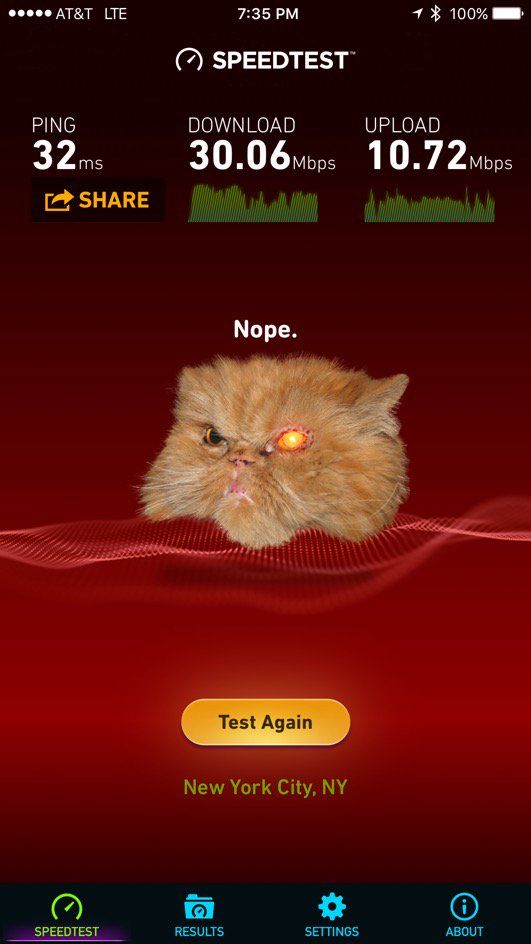 AT&T LTE 7:35 PM 100%
SPEEDTEST™
PING DOWNLOAD UPLOAD
32ms 30.06Mbps 10.72Mbps
SHARE
Nope.
Test Again
New York City, NY
SPEEDTEST RESULTS SETTINGS ABOUT